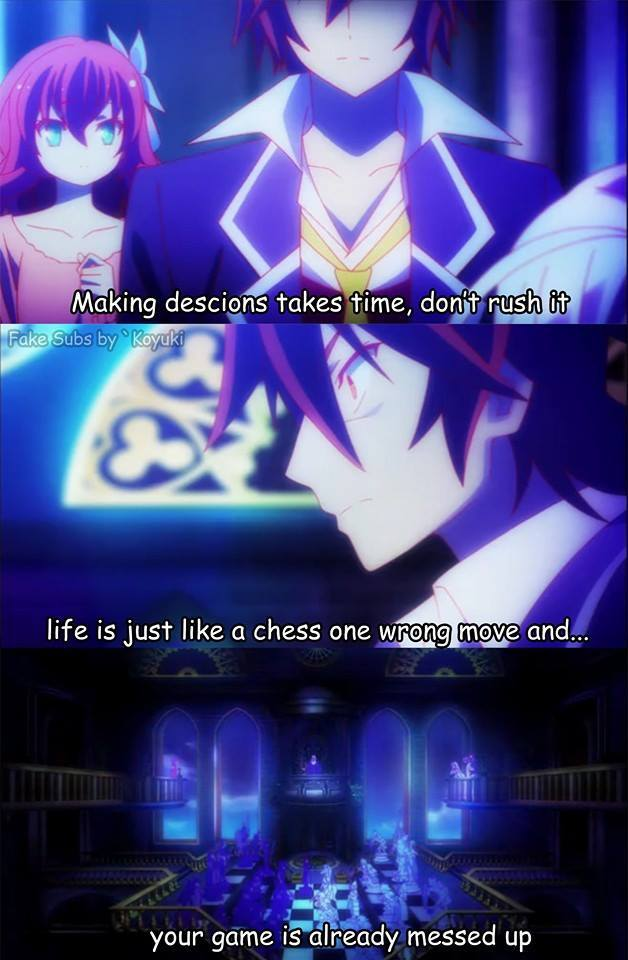 Making descions takes time, don't rush it
Fake Subs by `Koyuki
life is just like a chess one wrong move and...
your game is already messed up